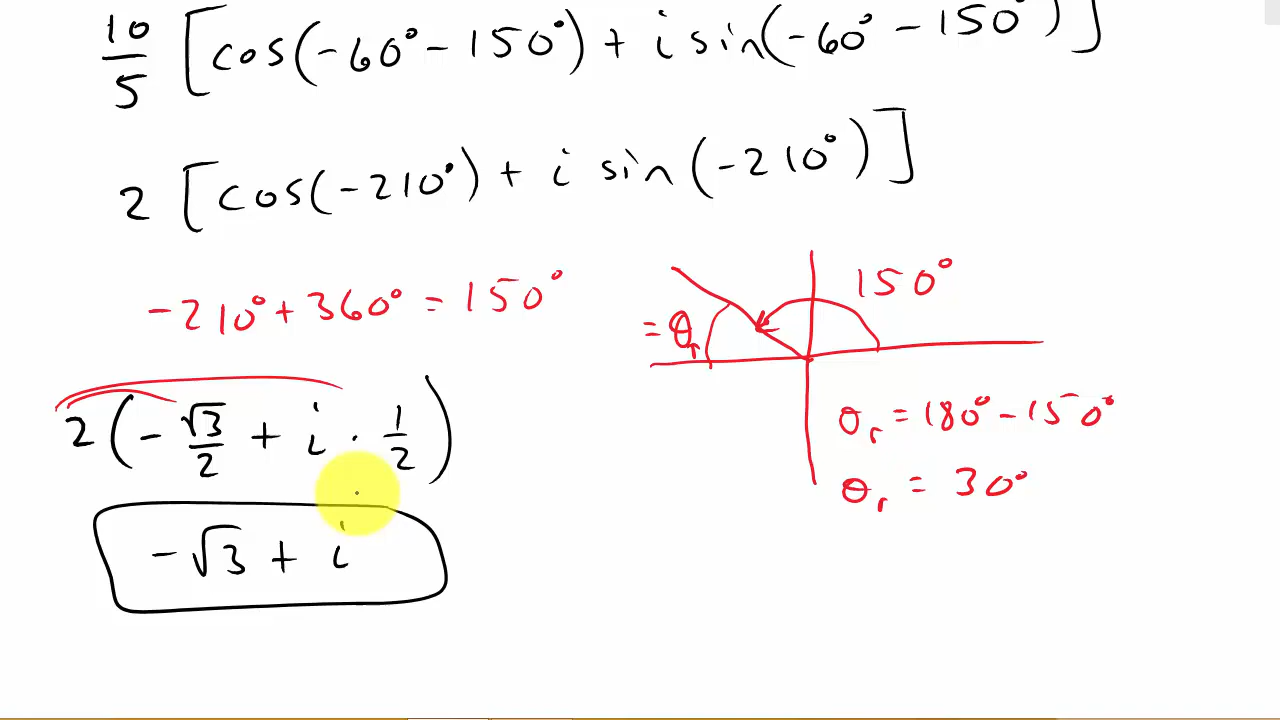 10/5 [cos(-60° - 150°) + i sin(-60° - 150°)]
2 [cos(-210°) + i sin(-210°)]
-210° + 360° = 150°
150°
= θr
2(-√3/2 + i · 1/2)
θr = 180° - 150°
θr = 30°
-√3 + i